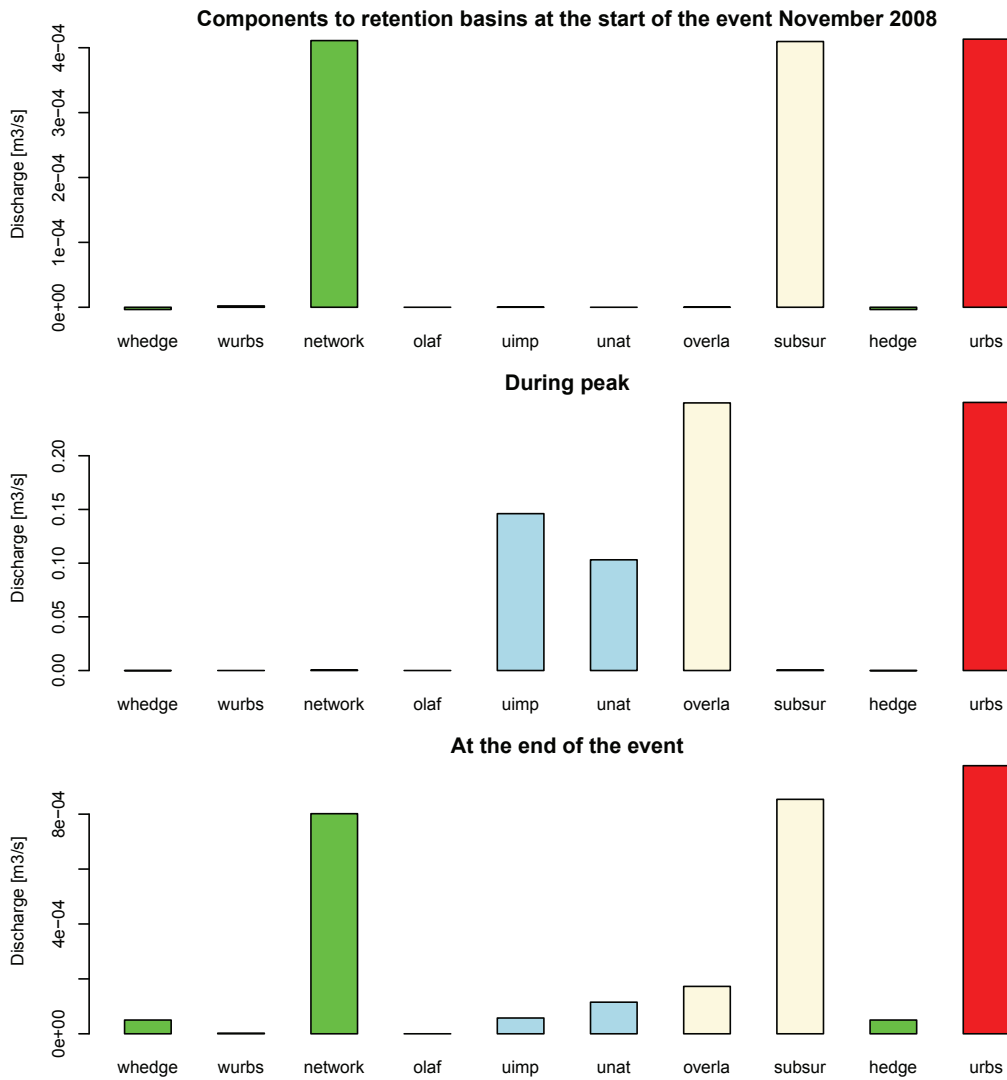 Components to retention basins at the start of the event November 2008
Discharge [m3/s]
4e−04
3e−04
2e−04
1e−04
0e+00
whedge wurbs network olaf uimp unat overla subsur hedge urbs
During peak
Discharge [m3/s]
0.20
0.15
0.10
0.05
0.00
whedge wurbs network olaf uimp unat overla subsur hedge urbs
At the end of the event
Discharge [m3/s]
8e−04
4e−04
0e+00
whedge wurbs network olaf uimp unat overla subsur hedge urbs